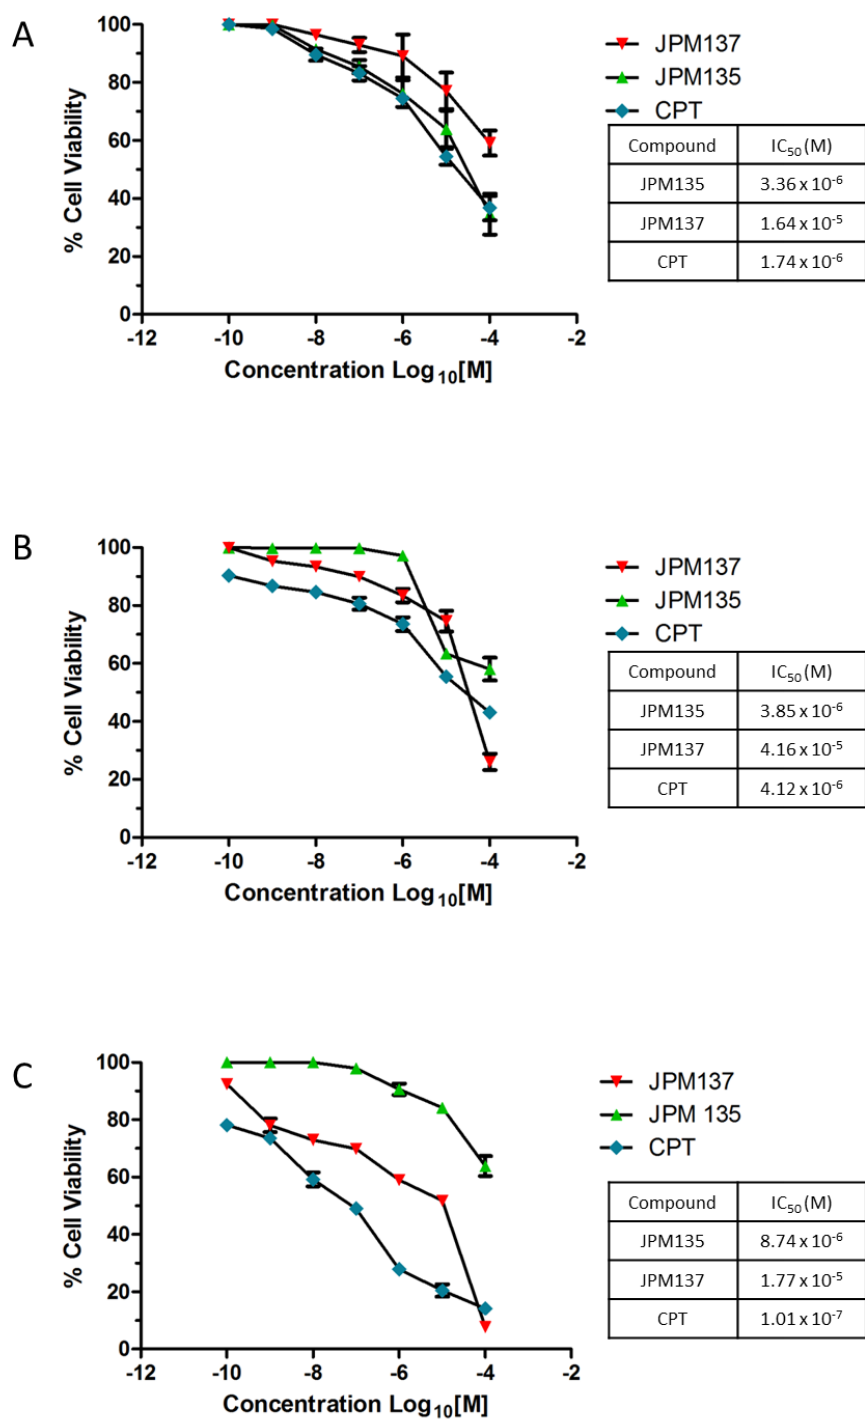 A
% Cell Viability
100
80
60
40
20
0
-12 -10 -8 -6 -4 -2
Concentration Log₁₀[M]
JPM137
JPM135
CPT
Compound IC₅₀ (M)
JPM135 3.36 x 10⁻⁶
JPM137 1.64 x 10⁻⁵
CPT 1.74 x 10⁻⁶
B
% Cell Viability
100
80
60
40
20
0
-12 -10 -8 -6 -4 -2
Concentration Log₁₀[M]
JPM137
JPM135
CPT
Compound IC₅₀ (M)
JPM135 3.85 x 10⁻⁶
JPM137 4.16 x 10⁻⁵
CPT 4.12 x 10⁻⁶
C
% Cell Viability
100
80
60
40
20
0
-12 -10 -8 -6 -4 -2
Concentration Log₁₀[M]
JPM137
JPM 135
CPT
Compound IC₅₀ (M)
JPM135 8.74 x 10⁻⁶
JPM137 1.77 x 10⁻⁵
CPT 1.01 x 10⁻⁷